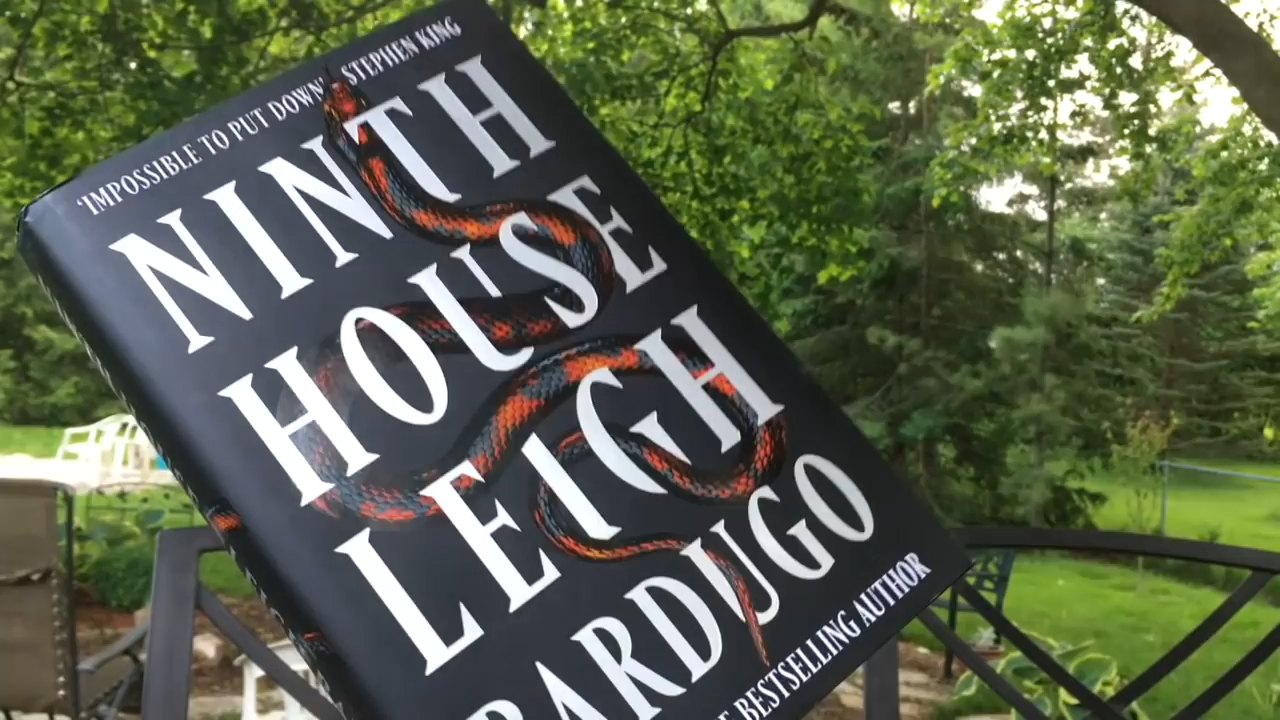 'IMPOSSIBLE TO PUT DOWN' STEPHEN KING
NINTH
HOUSE
LEIGH
BARDUGO
BESTSELLING AUTHOR